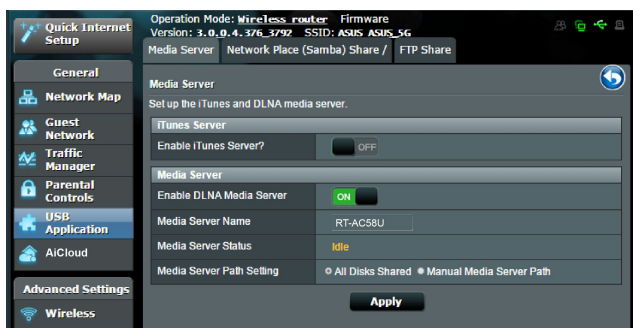 Quick Internet
Setup
Operation Mode: Wireless router Firmware
Version: 3.0.0.4.376_3792 SSID: ASUS ASUS_5G
Media Server Network Place (Samba) Share / FTP Share
General
Network Map
Guest
Network
Traffic
Manager
Parental
Controls
USB
Application
AiCloud
Advanced Settings
Wireless
Media Server
Set up the iTunes and DLNA media server.
iTunes Server
Enable iTunes Server? OFF
Media Server
Enable DLNA Media Server ON
Media Server Name RT-AC58U
Media Server Status Idle
Media Server Path Setting All Disks Shared Manual Media Server Path
Apply